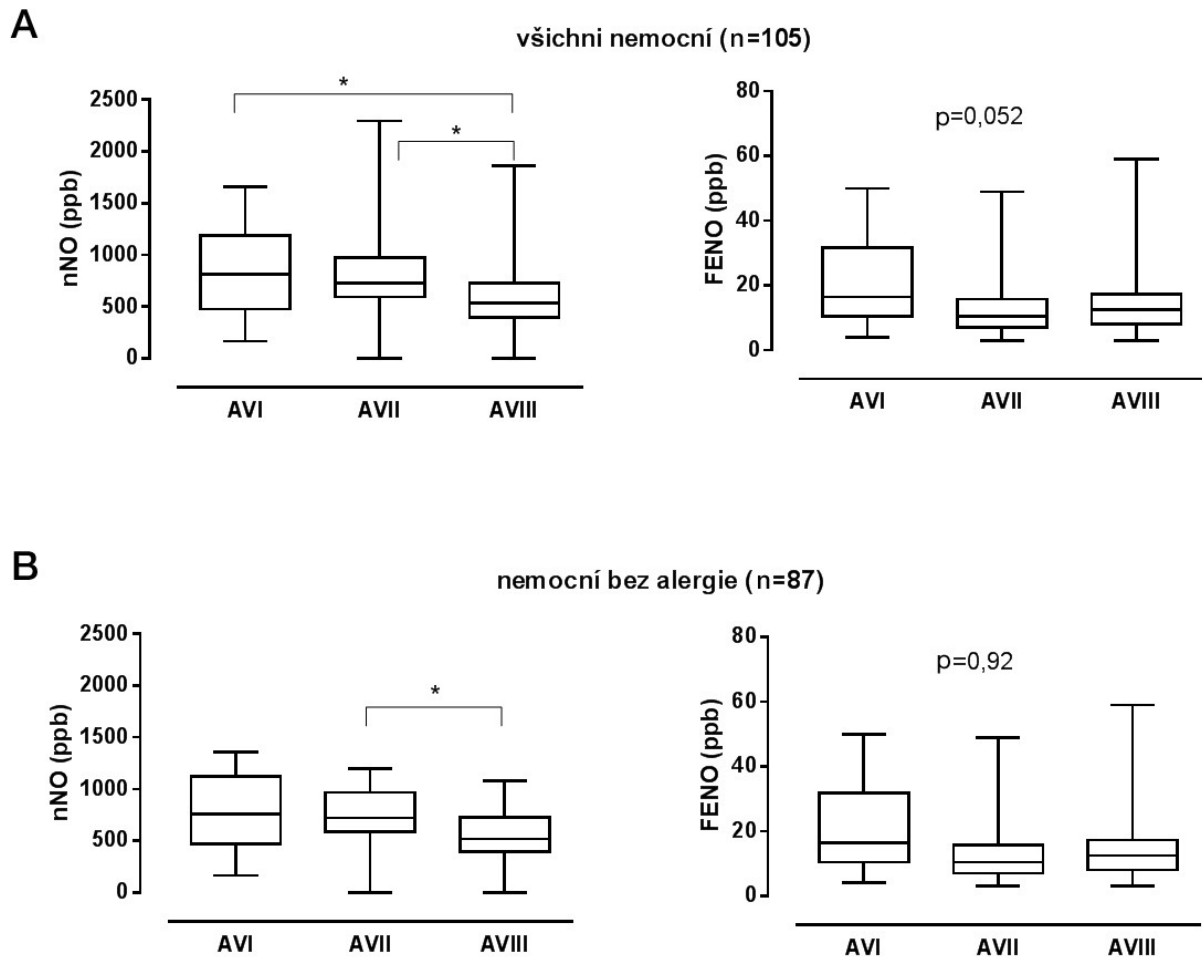 A
všichni nemocní (n=105)
nNO (ppb)
2500
2000
1500
1000
500
0
*
*
AVI AVII AVIII
FENO (ppb)
80
60
40
20
0
p=0,052
AVI AVII AVIII
B
nemocní bez alergie (n=87)
nNO (ppb)
2500
2000
1500
1000
500
0
*
AVI AVII AVIII
FENO (ppb)
80
60
40
20
0
p=0,92
AVI AVII AVIII